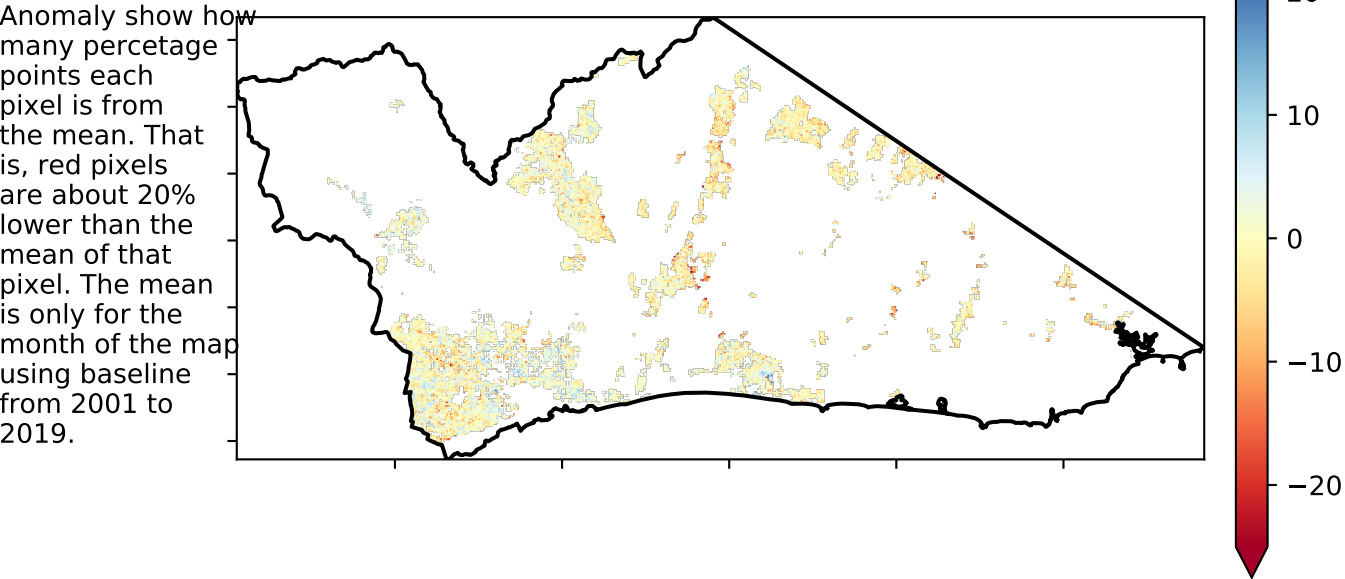 Anomaly show how
many percetage
points each
pixel is from
the mean. That
is, red pixels
are about 20%
lower than the
mean of that
pixel. The mean
is only for the
month of the map
using baseline
from 2001 to
2019.
10
0
−10
−20